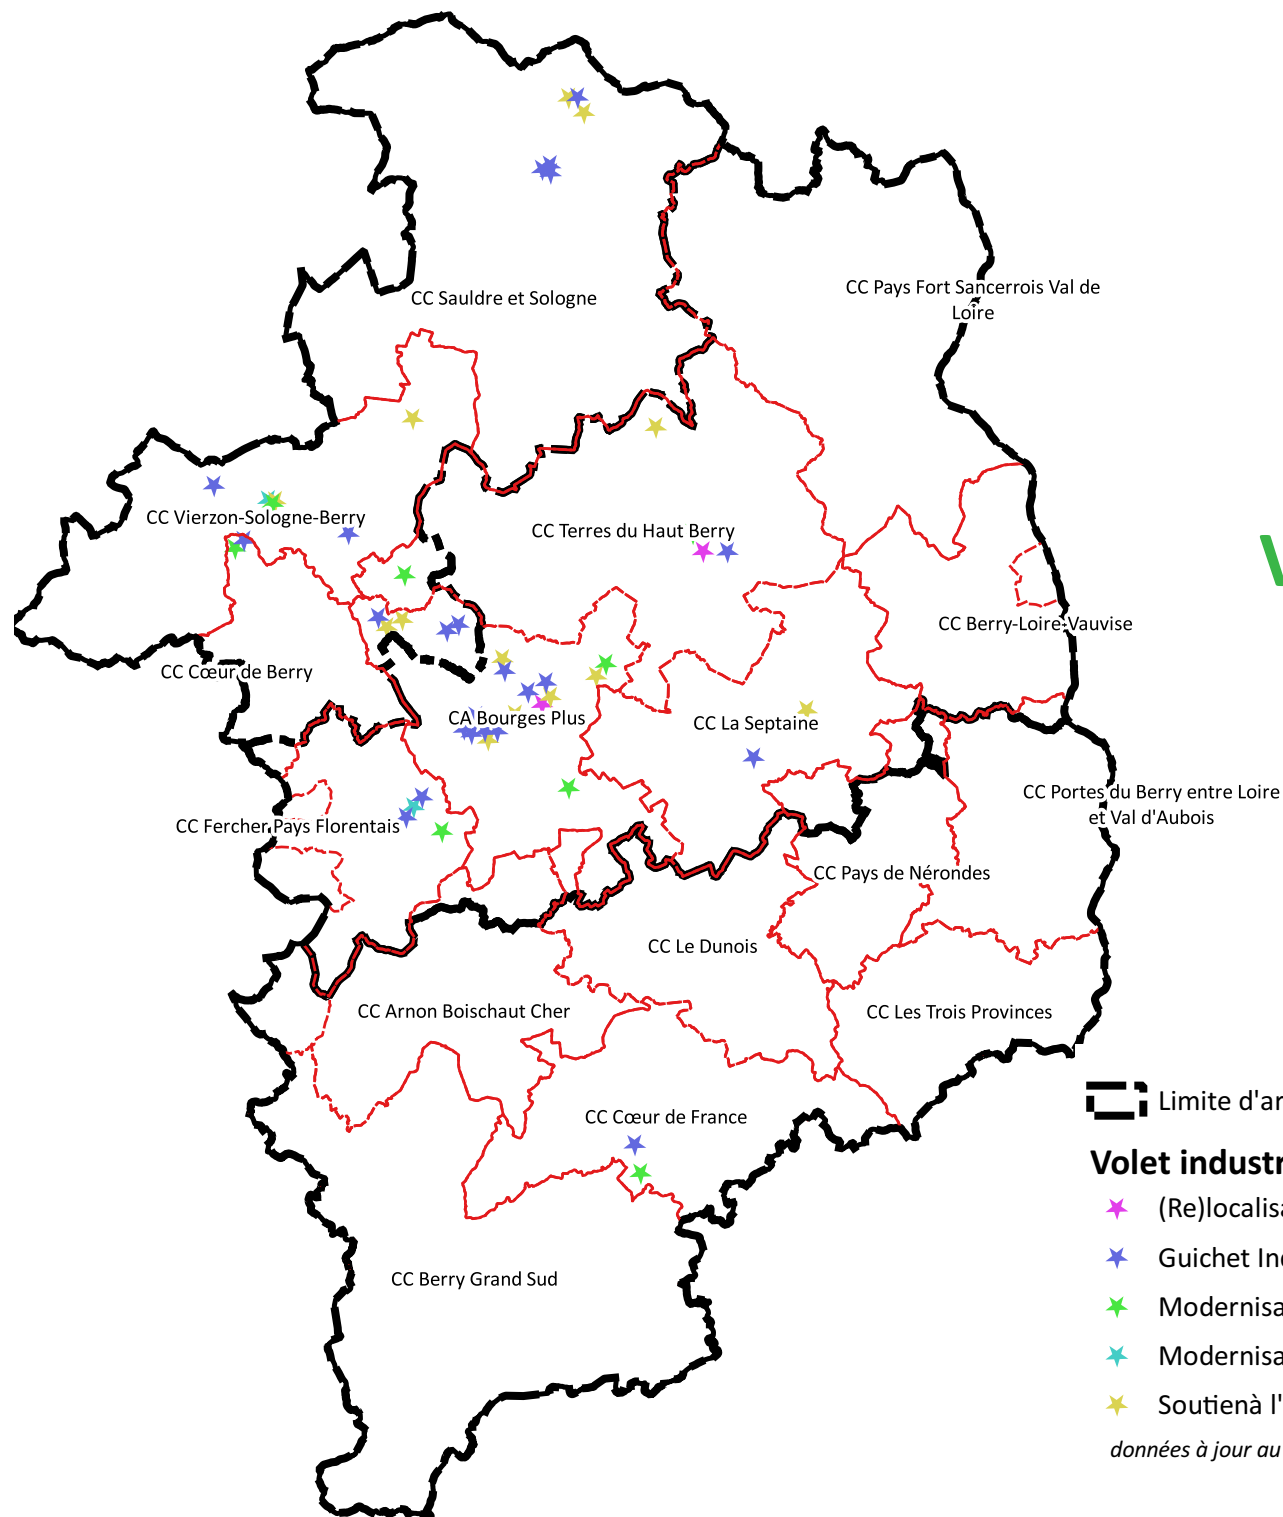 CC Sauldre et Sologne
CC Pays Fort Sancerrois Val de
Loire
CC Vierzon-Sologne-Berry
CC Terres du Haut Berry
CC Berry-Loire-Vauvise
CC Cœur de Berry
CA Bourges Plus
CC La Septaine
CC Portes du Berry entre Loire
et Val d'Aubois
CC Fercher Pays Florentais
CC Pays de Nérondes
CC Le Dunois
CC Arnon Boischaut Cher
CC Les Trois Provinces
CC Cœur de France
CC Berry Grand Sud
Limite d'ar
Volet industr
(Re)localisa
Guichet Ind
Modernisa
Modernisa
Soutienà l'
données à jour au